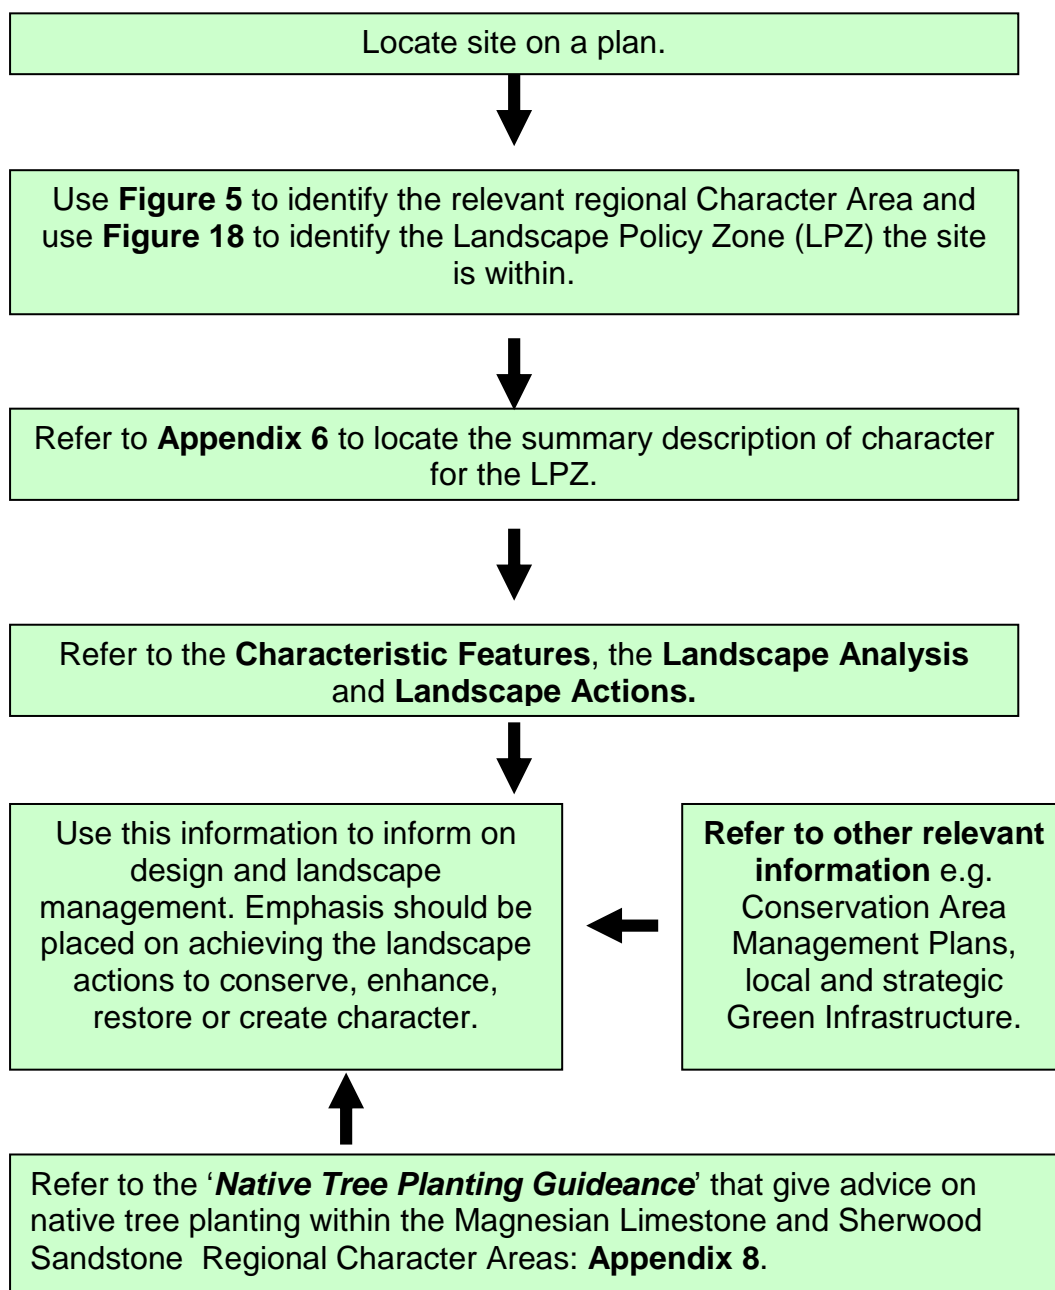 Locate site on a plan.
Use Figure 5 to identify the relevant regional Character Area and
use Figure 18 to identify the Landscape Policy Zone (LPZ) the site
is within.
Refer to Appendix 6 to locate the summary description of character
for the LPZ.
Refer to the Characteristic Features, the Landscape Analysis
and Landscape Actions.
Use this information to inform on
design and landscape
management. Emphasis should be
placed on achieving the landscape
actions to conserve, enhance,
restore or create character.
Refer to other relevant
information e.g.
Conservation Area
Management Plans,
local and strategic
Green Infrastructure.
Refer to the ‘Native Tree Planting Guideance’ that give advice on
native tree planting within the Magnesian Limestone and Sherwood
Sandstone  Regional Character Areas: Appendix 8.